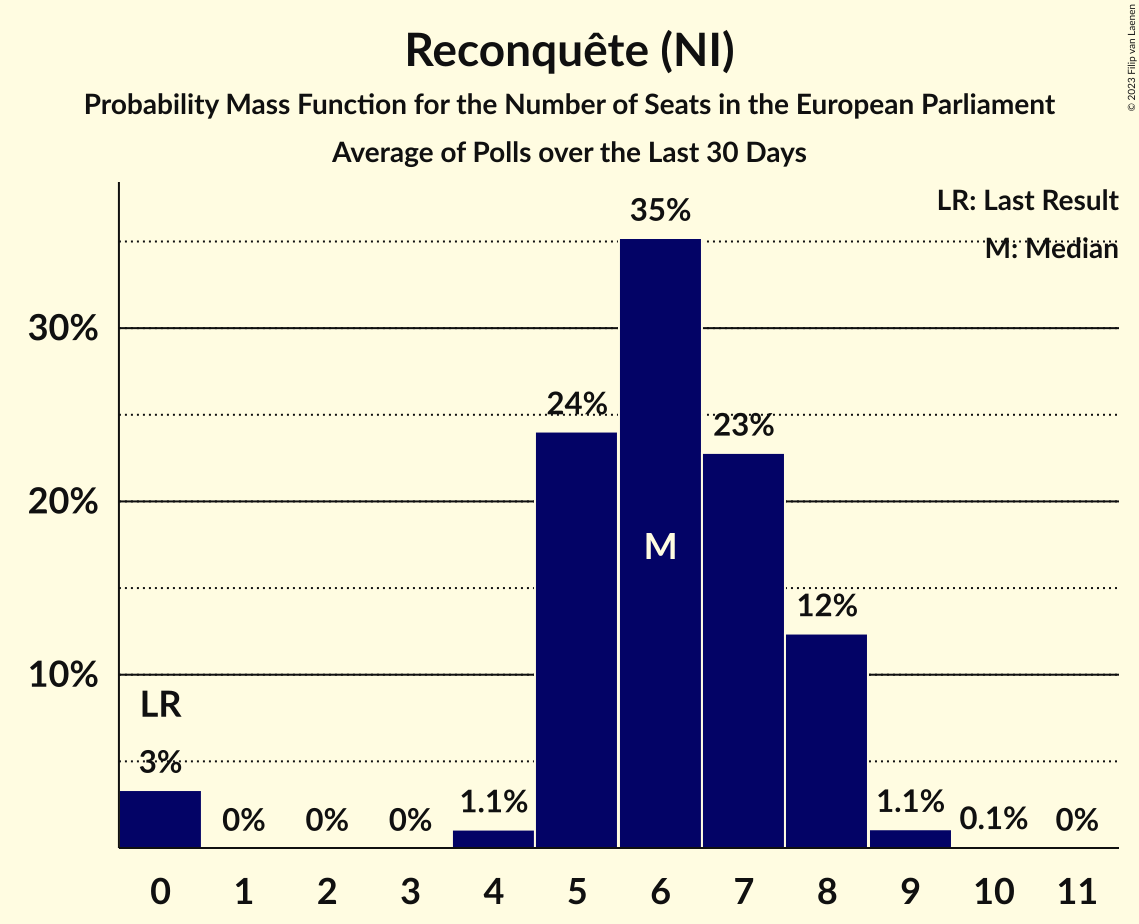 Reconquête (NI)
Probability Mass Function for the Number of Seats in the European Parliament
Average of Polls over the Last 30 Days
© 2023 Filip van Laenen
LR: Last Result
M: Median
35%
30%
24%
23%
20%
M
12%
10%
LR
3%
0%
0%
0%
1.1%
1.1%
0.1%
0%
0 1 2 3 4 5 6 7 8 9 10 11